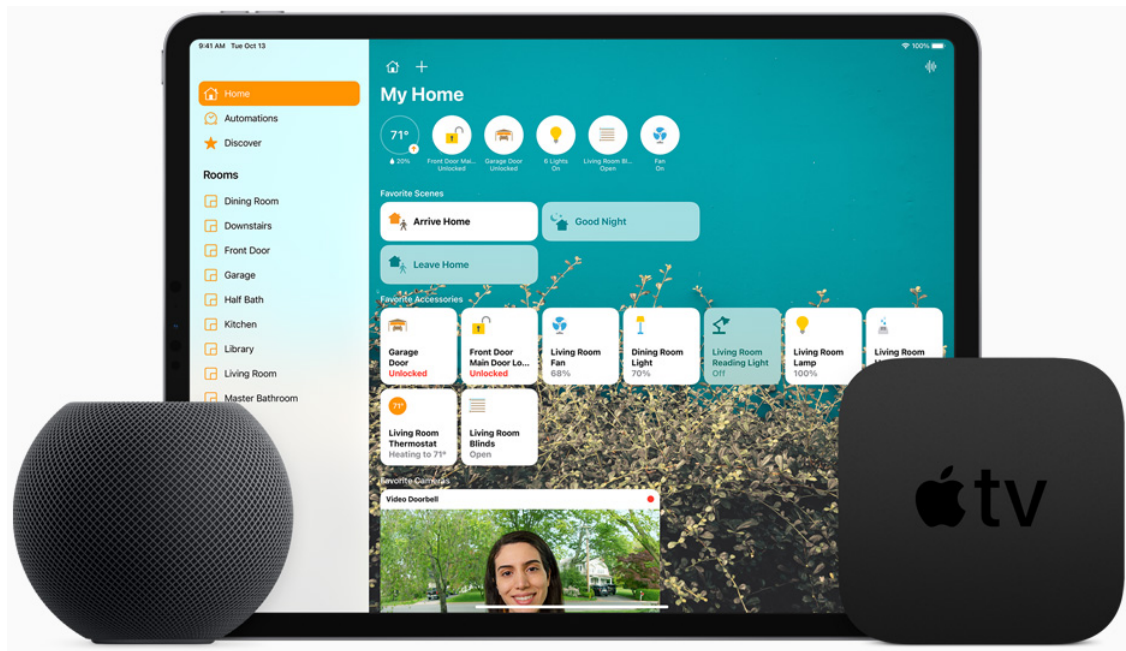 9:41 AM Tue Oct 13
100%
Home
Automations
Discover
Rooms
Dining Room
Downstairs
Front Door
Garage
Half Bath
Kitchen
Library
Living Room
Master Bathroom
My Home
71°
20%
Front Door Mai...
Unlocked
Garage Door
Unlocked
6 Lights
On
Living Room Bl...
Open
Fan
On
Favorite Scenes
Arrive Home
Good Night
Leave Home
Favorite Accessories
Garage
Door
Unlocked
Front Door
Main Door Lo...
Unlocked
Living Room
Fan
68%
Dining Room
Light
70%
Living Room
Reading Light
Off
Living Room
Lamp
100%
Living Room
71°
Living Room
Thermostat
Heating to 71°
Living Room
Blinds
Open
Favorite Cameras
Video Doorbell
tv